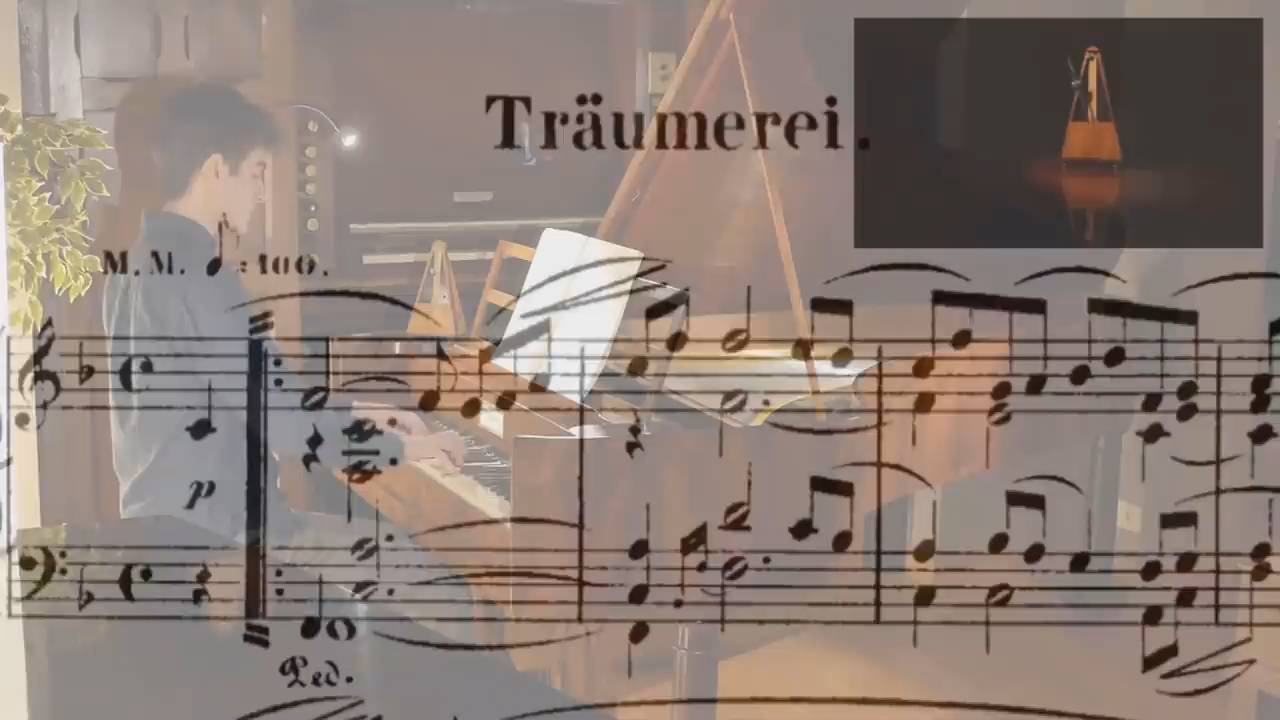 Träumerei.
M. M. ♩ = 100.
p
Ped.